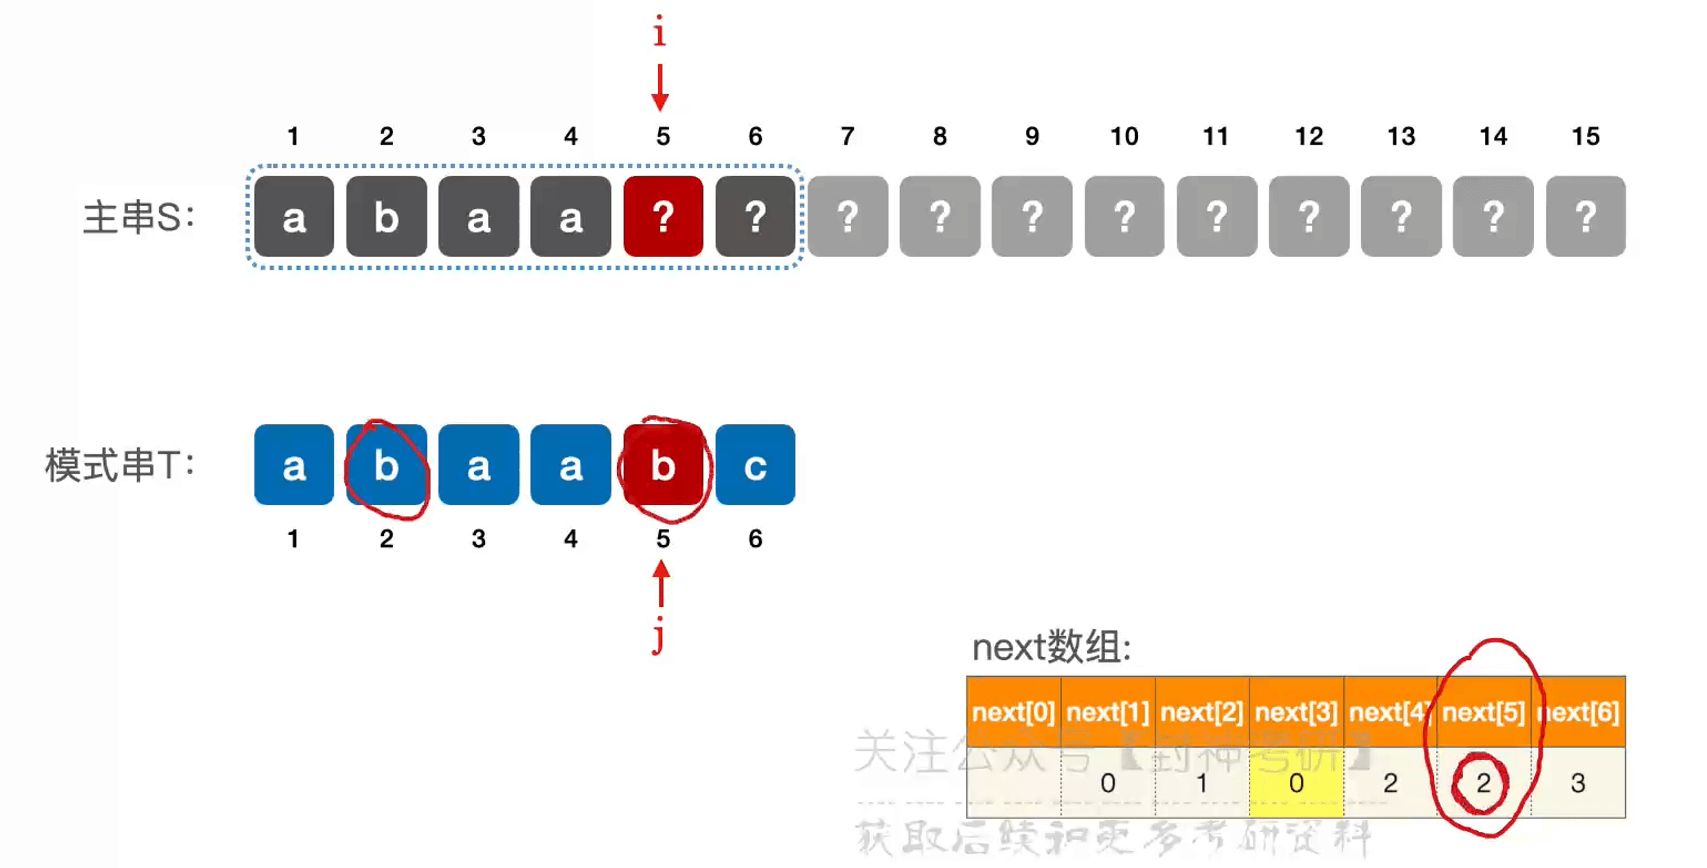 i
1 2 3 4 5 6 7 8 9 10 11 12 13 14 15
主串S: a b a a ? ? ? ? ? ? ? ? ? ? ?
模式串T: a b a a b c
1 2 3 4 5 6
j
next数组:
next[0] next[1] next[2] next[3] next[4] next[5] next[6]
0 1 0 2 2 3
关注公众号【封神考研】
获取后续和更多考研资料